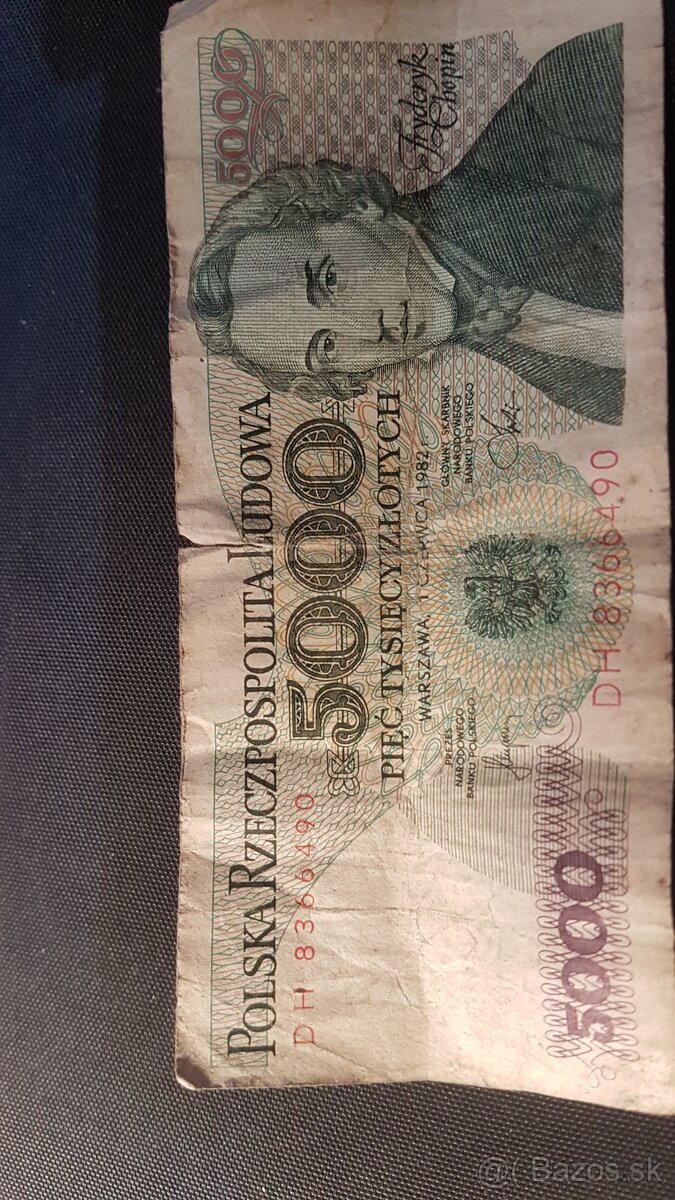 5000
Fryderyk
Chopin
POLSKA RZECZPOSPOLITA LUDOWA
DH 8366490
5000
PIĘĆ TYSIĘCY ZŁOTYCH
WARSZAWA, 1 CZERWCA 1982 r.
PREZES
NARODOWEGO
BANKU POLSKIEGO
GŁÓWNY SKARBNIK
NARODOWEGO
BANKU POLSKIEGO
DH 8366490
5000
@( Bazos.sk